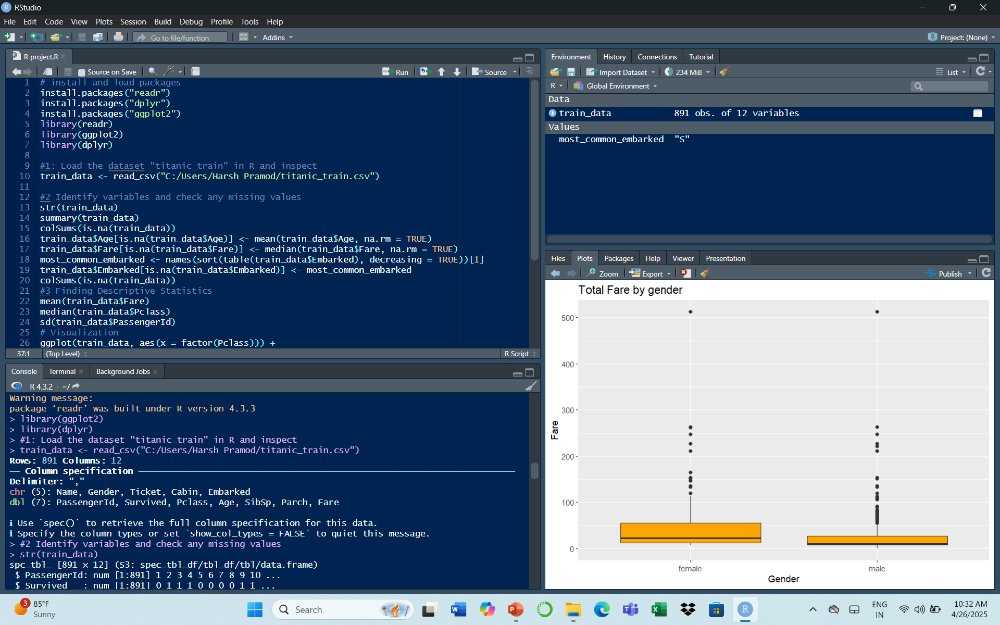 RStudio
File Edit Code View Plots Session Build Debug Profile Tools Help
Go to file/function Addins Project: (None)
R project.R
Source on Save Run Source
1 # install and load packages
2 install.packages("readr")
3 install.packages("dplyr")
4 install.packages("ggplot2")
5 library(readr)
6 library(ggplot2)
7 library(dplyr)
8
9 #1: Load the dataset "titanic_train" in R and inspect
10 train_data <- read_csv("C:/Users/Harsh Pramod/titanic_train.csv")
11
12 #2 Identify variables and check any missing values
13 str(train_data)
14 summary(train_data)
15 colSums(is.na(train_data))
16 train_data$Age[is.na(train_data$Age)] <- mean(train_data$Age, na.rm = TRUE)
17 train_data$Fare[is.na(train_data$Fare)] <- median(train_data$Fare, na.rm = TRUE)
18 most_common_embarked <- names(sort(table(train_data$Embarked), decreasing = TRUE))[1]
19 train_data$Embarked[is.na(train_data$Embarked)] <- most_common_embarked
20 colSums(is.na(train_data))
21 #3 Finding Descriptive Statistics
22 mean(train_data$Fare)
23 median(train_data$Pclass)
24 sd(train_data$PassengerId)
25 # Visualization
26 ggplot(train_data, aes(x = factor(Pclass))) +
37:1 (Top Level) R Script
Console Terminal Background Jobs
R 4.3.2 · ~/
Warning message:
package ‘readr’ was built under R version 4.3.3
> library(ggplot2)
> library(dplyr)
> #1: Load the dataset "titanic_train" in R and inspect
> train_data <- read_csv("C:/Users/Harsh Pramod/titanic_train.csv")
Rows: 891 Columns: 12
── Column specification ──
Delimiter: ","
chr (5): Name, Gender, Ticket, Cabin, Embarked
dbl (7): PassengerId, Survived, Pclass, Age, SibSp, Parch, Fare
ℹ Use `spec()` to retrieve the full column specification for this data.
ℹ Specify the column types or set `show_col_types = FALSE` to quiet this message.
> #2 Identify variables and check any missing values
> str(train_data)
spc_tbl_ [891 × 12] (S3: spec_tbl_df/tbl_df/tbl/data.frame)
$ PassengerId: num [1:891] 1 2 3 4 5 6 7 8 9 10 ...
$ Survived : num [1:891] 0 1 1 1 0 0 0 0 1 1 ...
Environment History Connections Tutorial
Import Dataset 234 MiB List
R Global Environment
Data
train_data 891 obs. of 12 variables
Values
most_common_embarked "S"
Files Plots Packages Help Viewer Presentation
Zoom Export Publish
Total Fare by gender
500
400
300
200
100
0
Fare
female male
Gender
3 85°F
Sunny
Search
ENG
IN
10:32 AM
4/26/2025